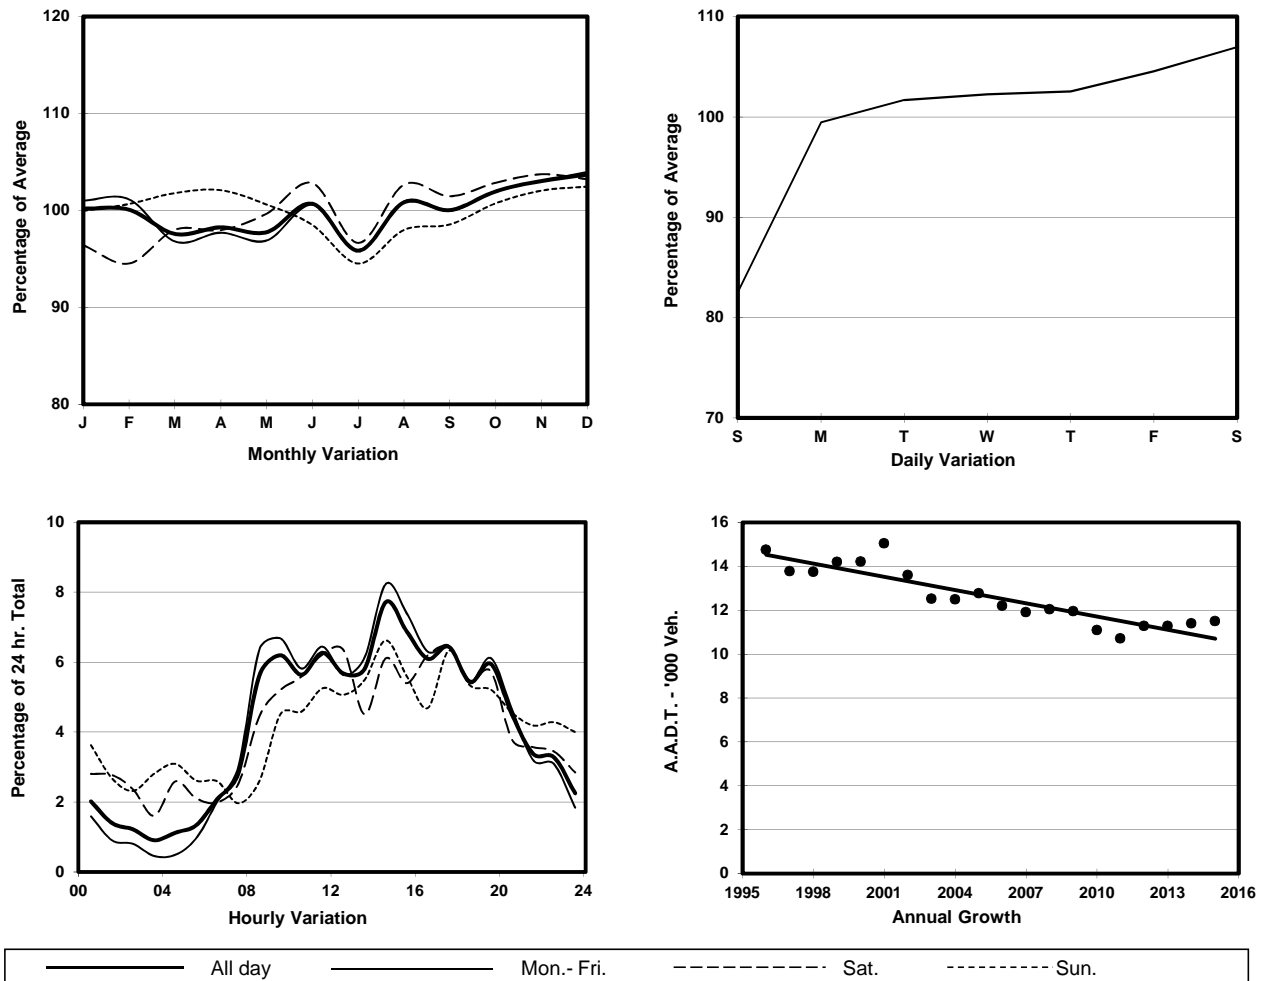 120
110
100
90
80
Percentage of Average
J F M A M J J A S O N D
Monthly Variation
110
100
90
80
70
Percentage of Average
S M T W T F S
Daily Variation
10
8
6
4
2
0
Percentage of 24 hr. Total
00 04 08 12 16 20 24
Hourly Variation
16
14
12
10
8
6
4
2
0
A.A.D.T. - '000 Veh.
1995 1998 2001 2004 2007 2010 2013 2016
Annual Growth
All day Mon.- Fri. Sat. Sun.